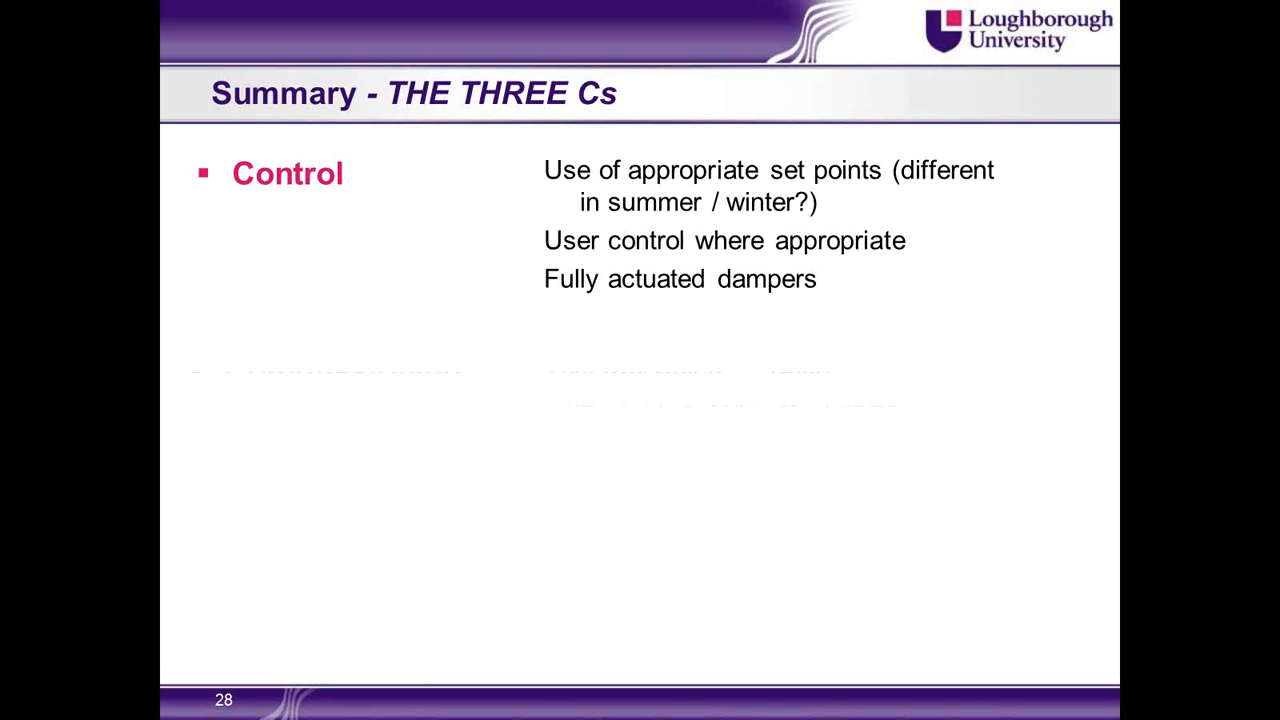 Loughborough
University
Summary - THE THREE Cs
▪ Control
Use of appropriate set points (different
in summer / winter?)
User control where appropriate
Fully actuated dampers
28